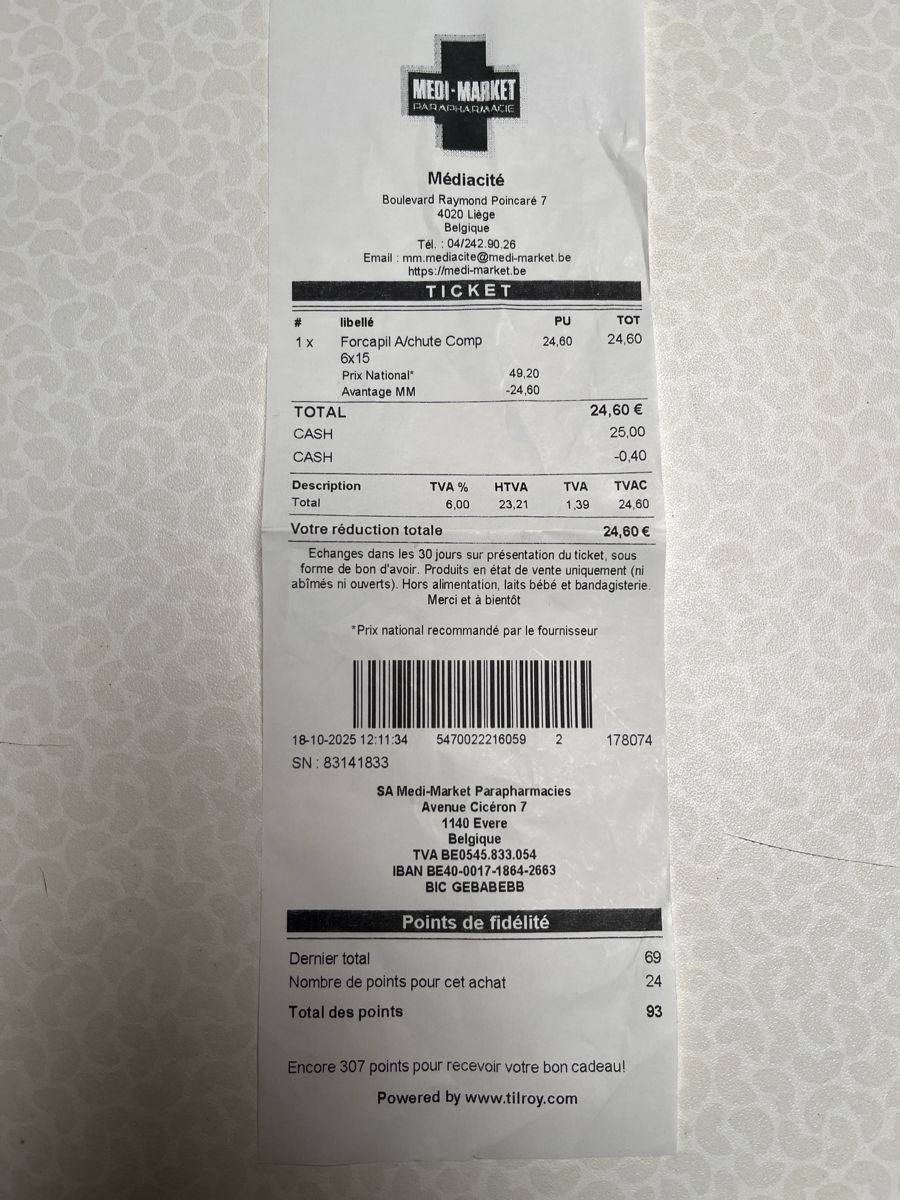 MEDI-MARKET
PARAPHARMACIE
Médiacité
Boulevard Raymond Poincaré 7
4020 Liège
Belgique
Tél. : 04/242.90.26
Email : mm.mediacite@medi-market.be
https://medi-market.be
TICKET
# libellé PU TOT
1 x Forcapil A/chute Comp 24,60 24,60
6x15
Prix National* 49,20
Avantage MM -24,60
TOTAL 24,60 €
CASH 25,00
CASH -0,40
Description TVA % HTVA TVA TVAC
Total 6,00 23,21 1,39 24,60
Votre réduction totale 24,60 €
Echanges dans les 30 jours sur présentation du ticket, sous
forme de bon d'avoir. Produits en état de vente uniquement (ni
abîmés ni ouverts). Hors alimentation, laits bébé et bandagisterie.
Merci et à bientôt
*Prix national recommandé par le fournisseur
18-10-2025 12:11:34 5470022216059 2 178074
SN : 83141833
SA Medi-Market Parapharmacies
Avenue Cicéron 7
1140 Evere
Belgique
TVA BE0545.833.054
IBAN BE40-0017-1864-2663
BIC GEBABEBB
Points de fidélité
Dernier total 69
Nombre de points pour cet achat 24
Total des points 93
Encore 307 points pour recevoir votre bon cadeau!
Powered by www.tilroy.com